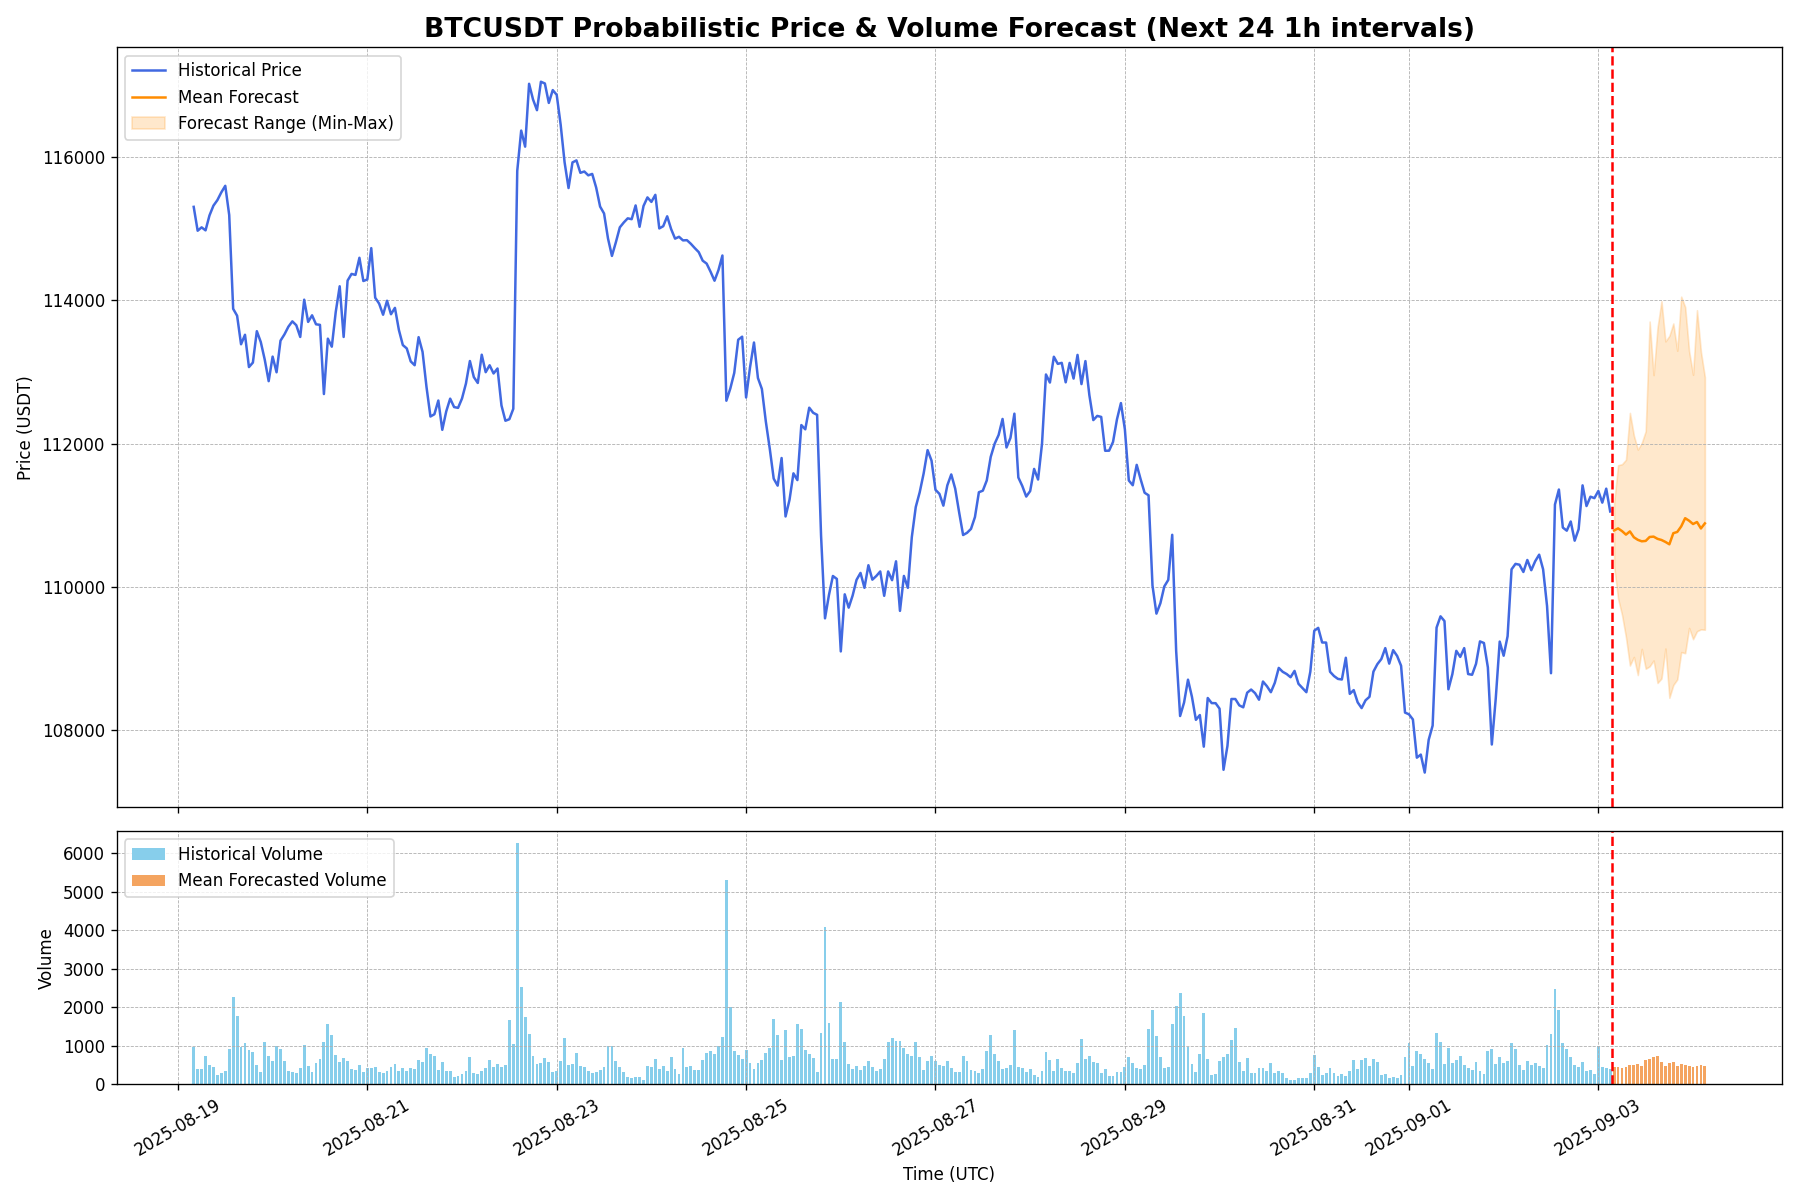 BTCUSDT Probabilistic Price & Volume Forecast (Next 24 1h intervals)
Historical Price
Mean Forecast
Forecast Range (Min-Max)
Price (USDT)
116000
114000
112000
110000
108000
Historical Volume
Mean Forecasted Volume
Volume
6000
5000
4000
3000
2000
1000
0
2025-08-19
2025-08-21
2025-08-23
2025-08-25
2025-08-27
2025-08-29
2025-08-31
2025-09-01
2025-09-03
Time (UTC)